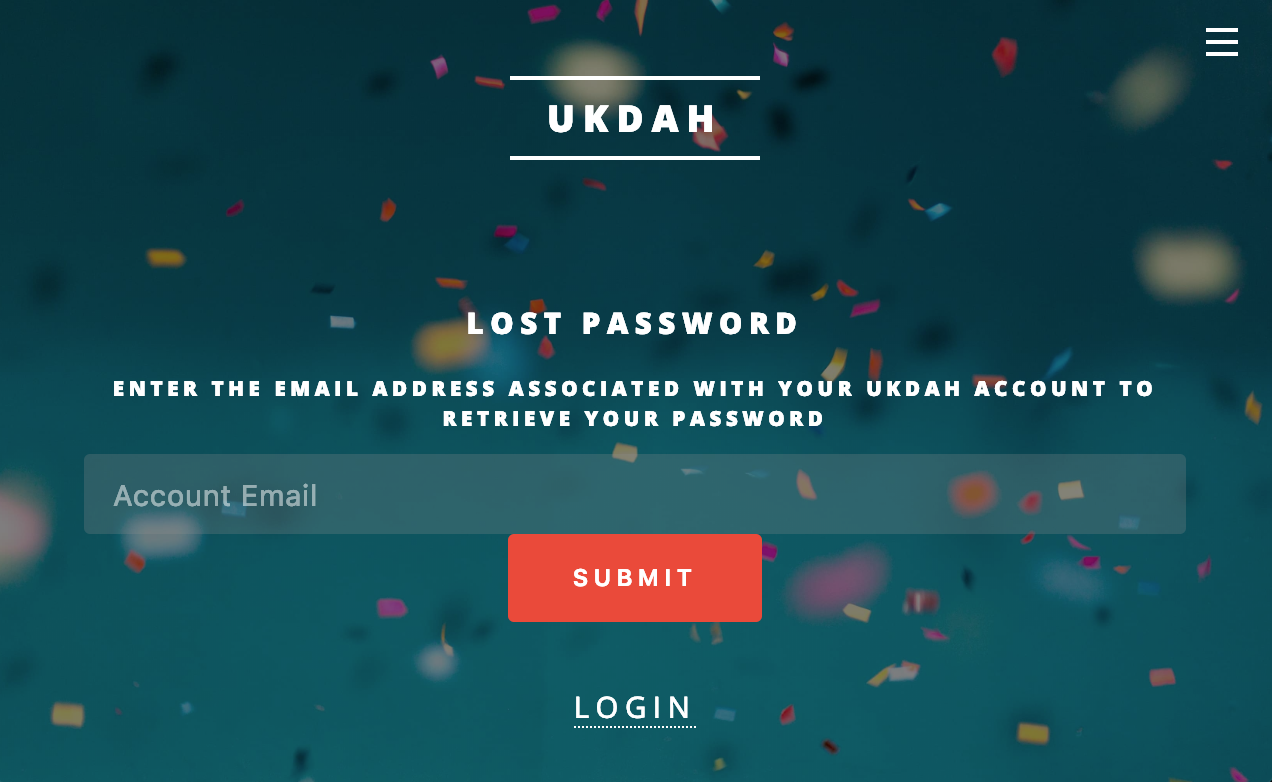 UKDAH
LOST PASSWORD
ENTER THE EMAIL ADDRESS ASSOCIATED WITH YOUR UKDAH ACCOUNT TO
RETRIEVE YOUR PASSWORD
Account Email
SUBMIT
LOGIN